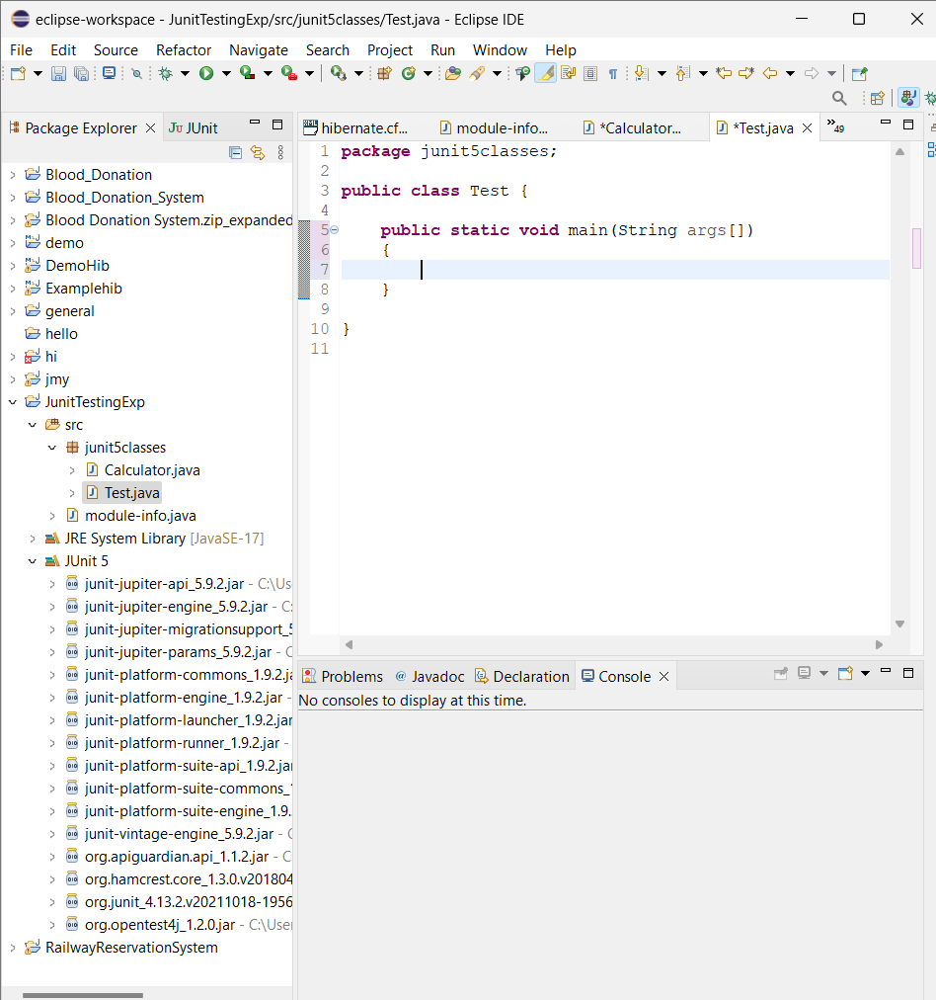 eclipse-workspace - JunitTestingExp/src/junit5classes/Test.java - Eclipse IDE
File Edit Source Refactor Navigate Search Project Run Window Help
Package Explorer JUnit
Blood_Donation
Blood_Donation_System
Blood Donation System.zip_expanded
demo
DemoHib
Examplehib
general
hello
hi
jmy
JunitTestingExp
src
junit5classes
Calculator.java
Test.java
module-info.java
JRE System Library [JavaSE-17]
JUnit 5
junit-jupiter-api_5.9.2.jar - C:\Us
junit-jupiter-engine_5.9.2.jar - C:
junit-jupiter-migrationsupport_5
junit-jupiter-params_5.9.2.jar - C
junit-platform-commons_1.9.2.ja
junit-platform-engine_1.9.2.jar -
junit-platform-launcher_1.9.2.jar
junit-platform-runner_1.9.2.jar -
junit-platform-suite-api_1.9.2.jar
junit-platform-suite-commons_1
junit-platform-suite-engine_1.9.
junit-vintage-engine_5.9.2.jar - C
org.apiguardian.api_1.1.2.jar - C:
org.hamcrest.core_1.3.0.v201804
org.junit_4.13.2.v20211018-1956
org.opentest4j_1.2.0.jar - C:\User
RailwayReservationSystem
hibernate.cf... module-info... *Calculator... *Test.java »49
1 package junit5classes;
2
3 public class Test {
4
5 public static void main(String args[])
6 {
7
8 }
9
10 }
11
Problems @ Javadoc Declaration Console
No consoles to display at this time.